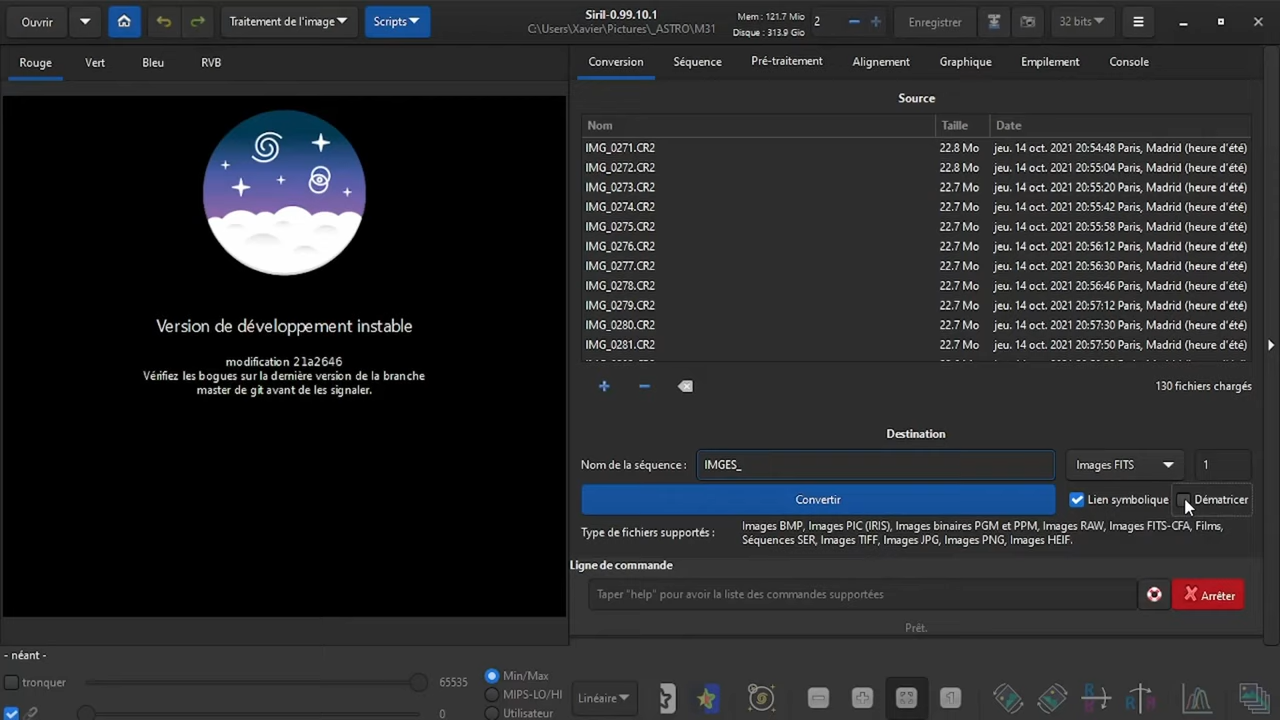 Ouvrir
Traitement de l'image
Scripts
Siril-0.99.10.1
C:\Users\Xavier\Pictures\_ASTRO\M31
Mem : 121.7 Mio
Disque : 313.9 Gio
2
Enregistrer
32 bits
Rouge Vert Bleu RVB
Conversion Séquence Pré-traitement Alignement Graphique Empilement Console
Source
Nom Taille Date
IMG_0271.CR2 22.8 Mo jeu. 14 oct. 2021 20:54:48 Paris, Madrid (heure d'été)
IMG_0272.CR2 22.8 Mo jeu. 14 oct. 2021 20:55:04 Paris, Madrid (heure d'été)
IMG_0273.CR2 22.7 Mo jeu. 14 oct. 2021 20:55:20 Paris, Madrid (heure d'été)
IMG_0274.CR2 22.7 Mo jeu. 14 oct. 2021 20:55:42 Paris, Madrid (heure d'été)
IMG_0275.CR2 22.7 Mo jeu. 14 oct. 2021 20:55:58 Paris, Madrid (heure d'été)
IMG_0276.CR2 22.7 Mo jeu. 14 oct. 2021 20:56:12 Paris, Madrid (heure d'été)
IMG_0277.CR2 22.7 Mo jeu. 14 oct. 2021 20:56:30 Paris, Madrid (heure d'été)
IMG_0278.CR2 22.7 Mo jeu. 14 oct. 2021 20:56:46 Paris, Madrid (heure d'été)
IMG_0279.CR2 22.7 Mo jeu. 14 oct. 2021 20:57:12 Paris, Madrid (heure d'été)
IMG_0280.CR2 22.7 Mo jeu. 14 oct. 2021 20:57:30 Paris, Madrid (heure d'été)
IMG_0281.CR2 22.7 Mo jeu. 14 oct. 2021 20:57:50 Paris, Madrid (heure d'été)
130 fichiers chargés
Version de développement instable
modification 21a2646
Vérifiez les bogues sur la dernière version de la branche
master de git avant de les signaler.
Destination
Nom de la séquence : IMGES_ Images FITS 1
Convertir Lien symbolique Dématricer
Type de fichiers supportés : Images BMP, Images PIC (IRIS), Images binaires PGM et PPM, Images RAW, Images FITS-CFA, Films,
Séquences SER, Images TIFF, Images JPG, Images PNG, Images HEIF.
Ligne de commande
Taper "help" pour avoir la liste des commandes supportées Arrêter
Prêt.
- néant -
tronquer 65535
0
Min/Max
MIPS-LO/HI
Utilisateur
Linéaire
1